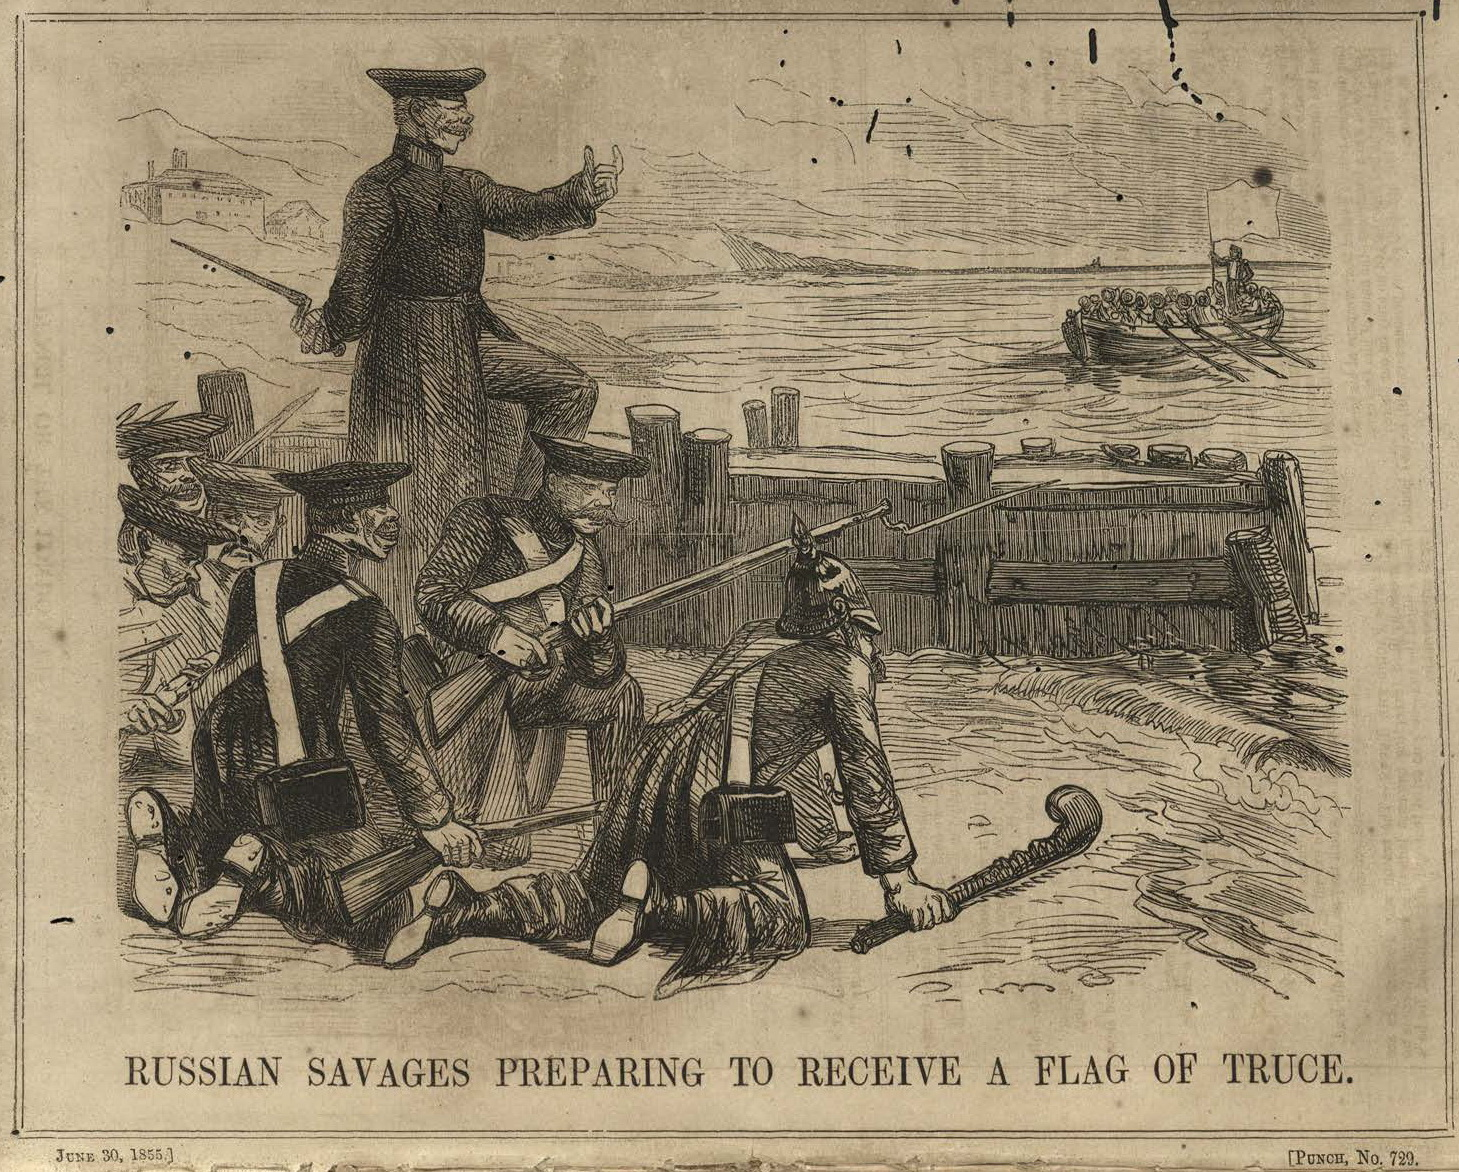 RUSSIAN SAVAGES PREPARING TO RECEIVE A FLAG OF TRUCE.
JUNE 30, 1855.] [PUNCH, No. 729.